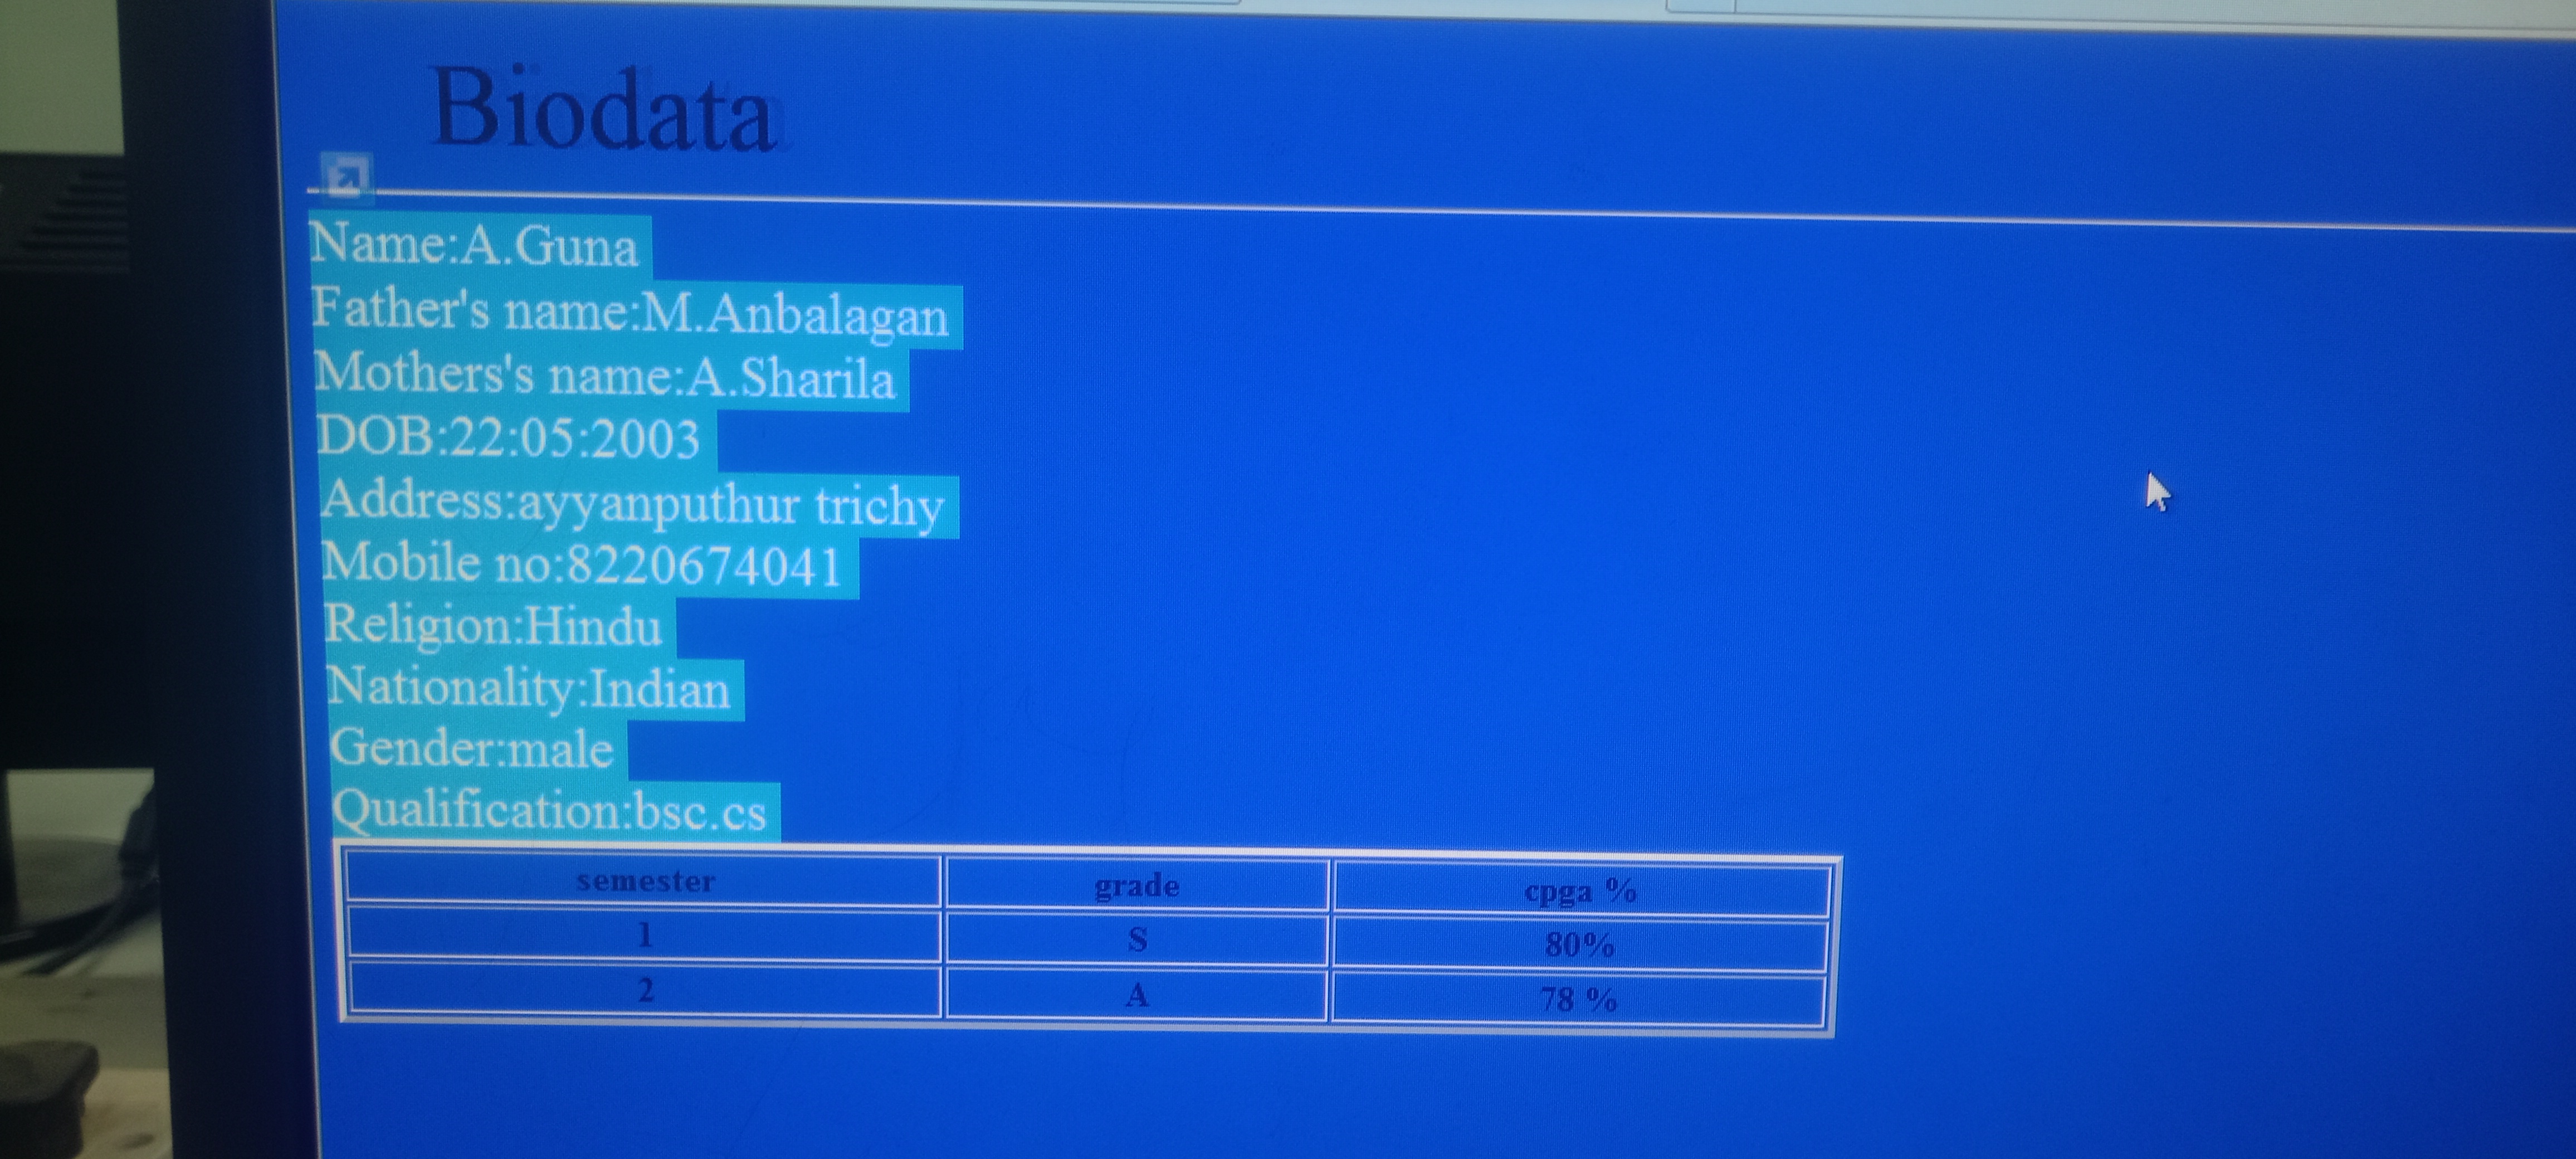 Biodata
Name:A.Guna
Father's name:M.Anbalagan
Mothers's name:A.Sharila
DOB:22:05:2003
Address:ayyanputhur trichy
Mobile no:8220674041
Religion:Hindu
Nationality:Indian
Gender:male
Qualification:bsc.cs
semester grade cpga %
1 S 80%
2 A 78 %